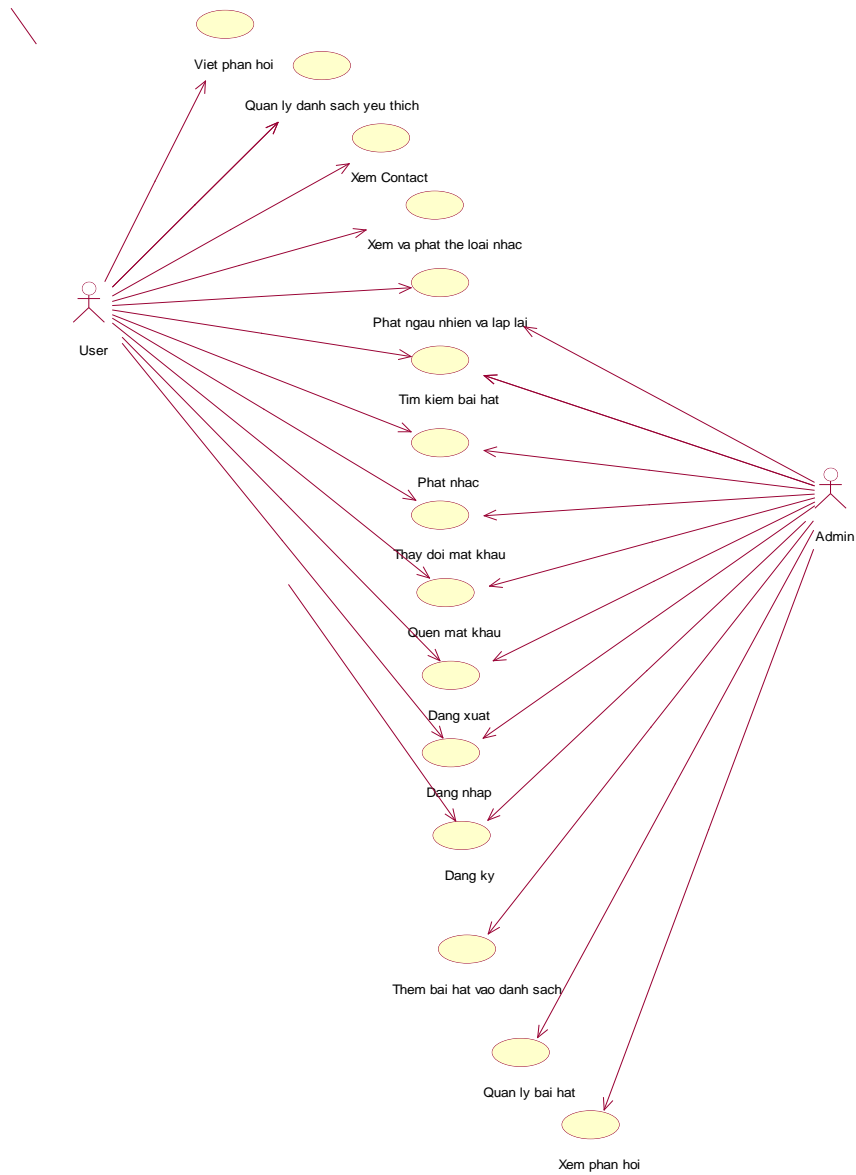 Viet phan hoi
Quan ly danh sach yeu thich
Xem Contact
Xem va phat the loai nhac
Phat ngau nhien va lap lai
User
Tim kiem bai hat
Phat nhac
Admin
Thay doi mat khau
Quen mat khau
Dang xuat
Dang nhap
Dang ky
Them bai hat vao danh sach
Quan ly bai hat
Xem phan hoi